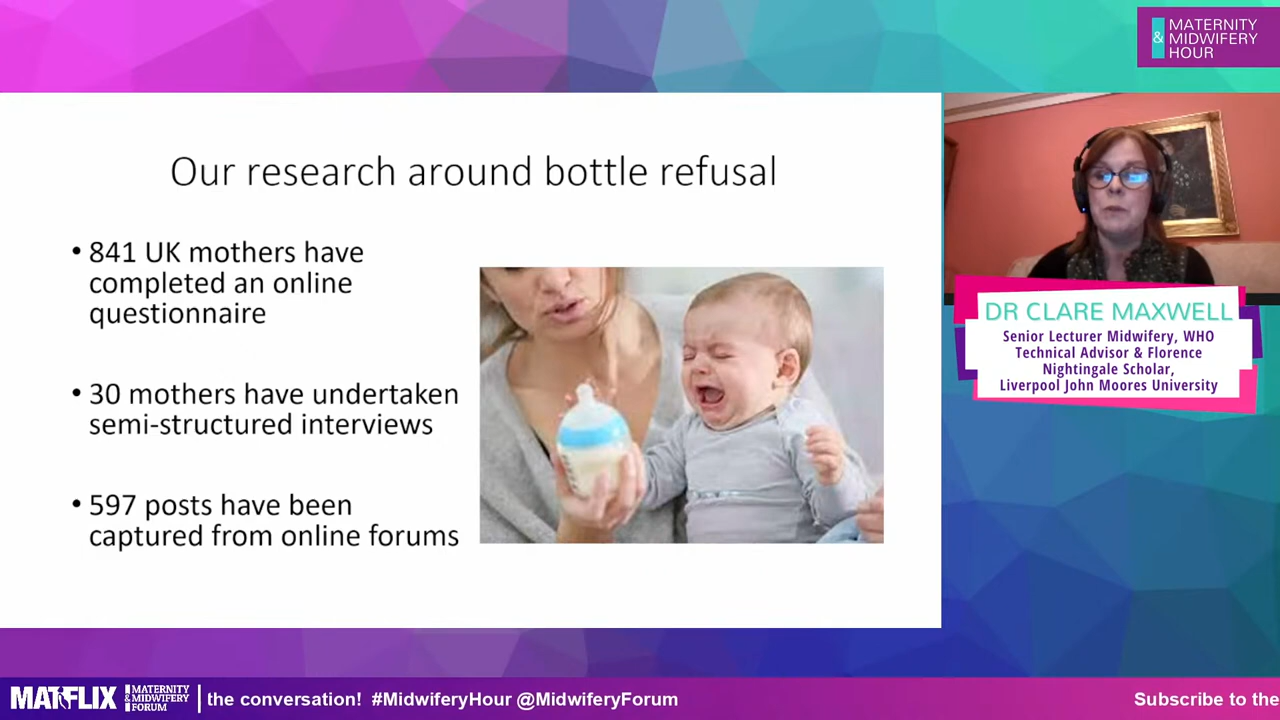 MATERNITY
& MIDWIFERY
HOUR
Our research around bottle refusal
• 841 UK mothers have
completed an online
questionnaire
• 30 mothers have undertaken
semi-structured interviews
• 597 posts have been
captured from online forums
DR CLARE MAXWELL
Senior Lecturer Midwifery, WHO
Technical Advisor & Florence
Nightingale Scholar,
Liverpool John Moores University
MATFLIX
MATERNITY
& MIDWIFERY
FORUM
the conversation! #MidwiferyHour @MidwiferyForum
Subscribe to the